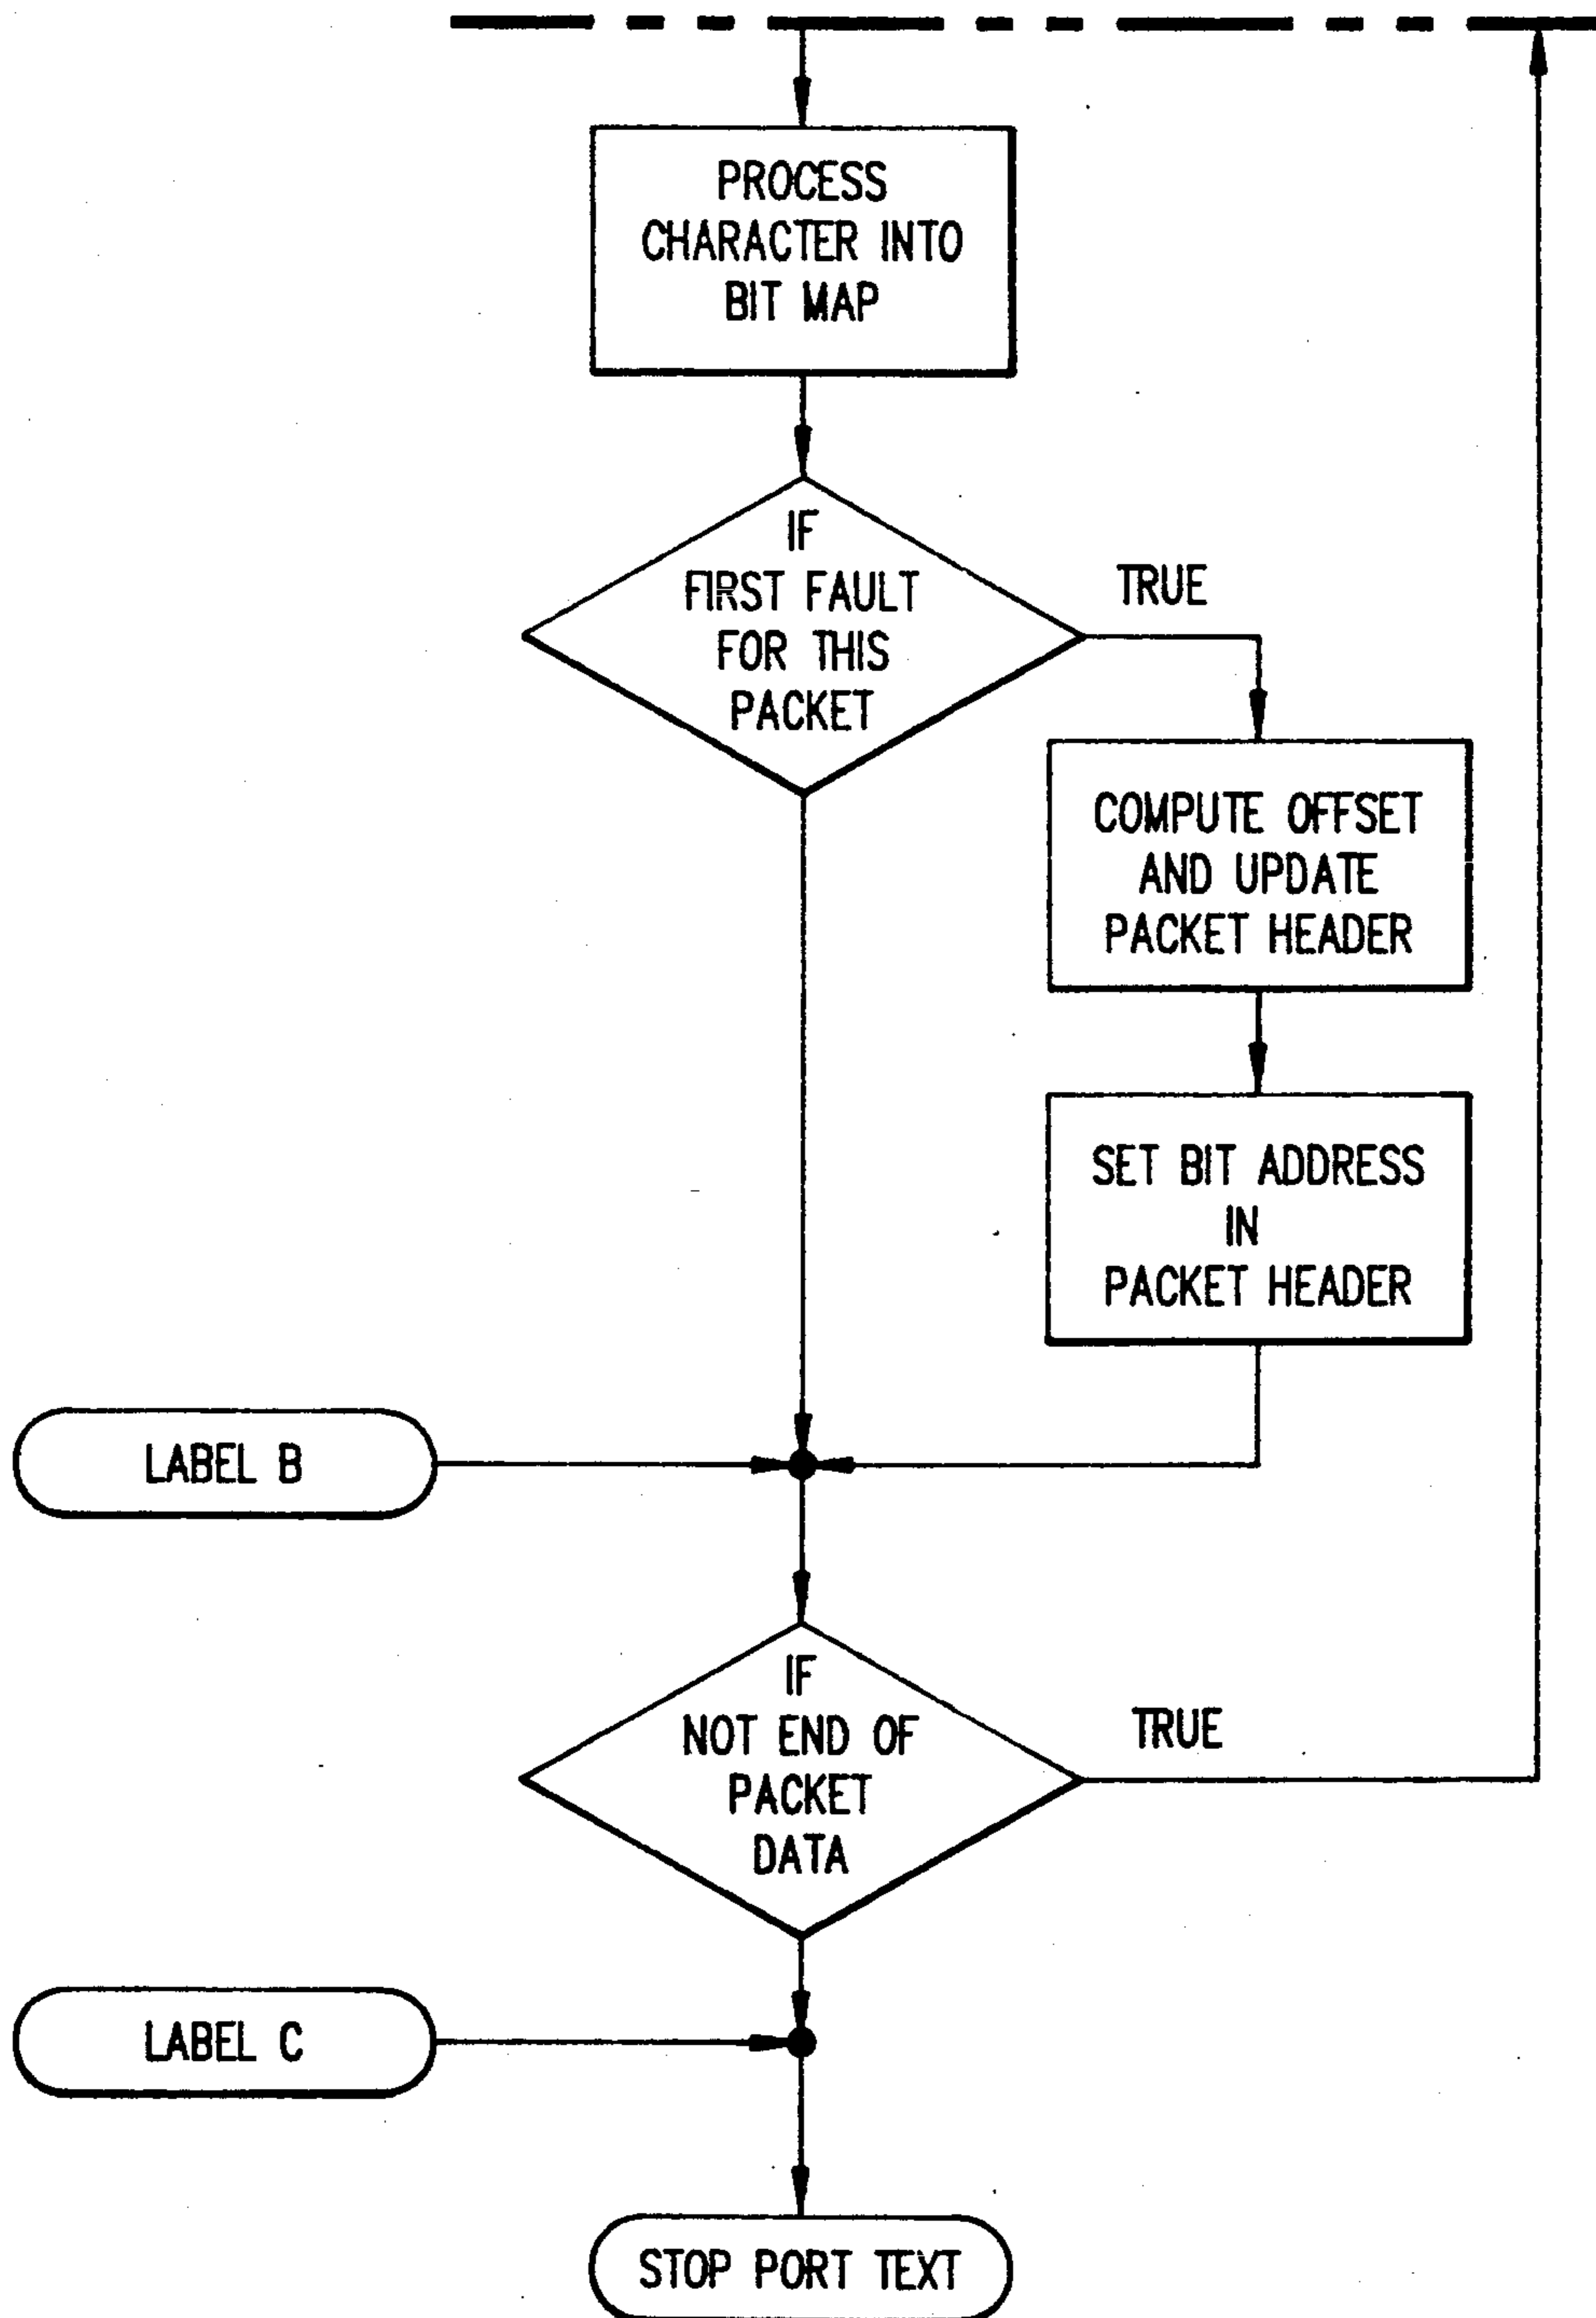 PROCESS
CHARACTER INTO
BIT MAP
IF
FIRST FAULT
FOR THIS
PACKET
TRUE
COMPUTE OFFSET
AND UPDATE
PACKET HEADER
SET BIT ADDRESS
IN
PACKET HEADER
LABEL B
IF
NOT END OF
PACKET
DATA
TRUE
LABEL C
STOP PORT TEXT